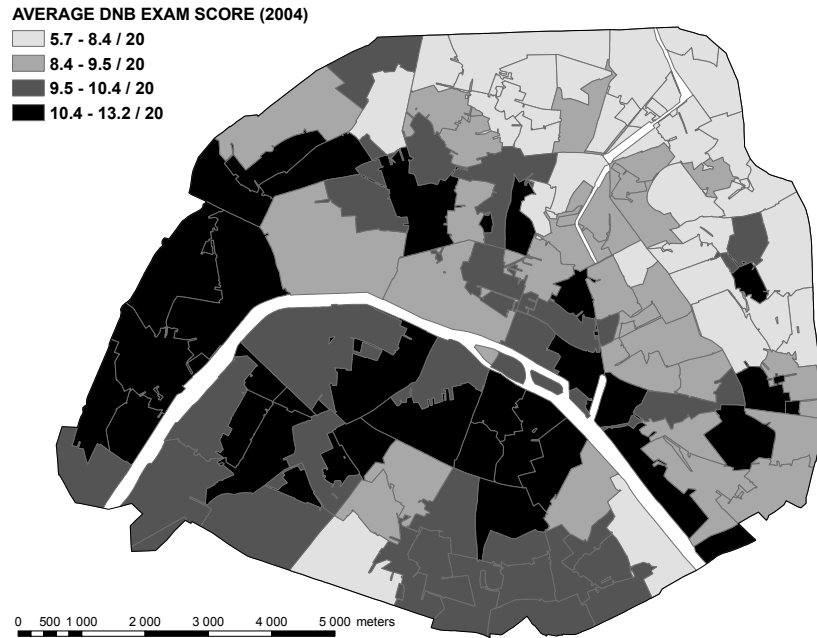 AVERAGE DNB EXAM SCORE (2004)
5.7 - 8.4 / 20
8.4 - 9.5 / 20
9.5 - 10.4 / 20
10.4 - 13.2 / 20
0 500 1 000 2 000 3 000 4 000 5 000 meters